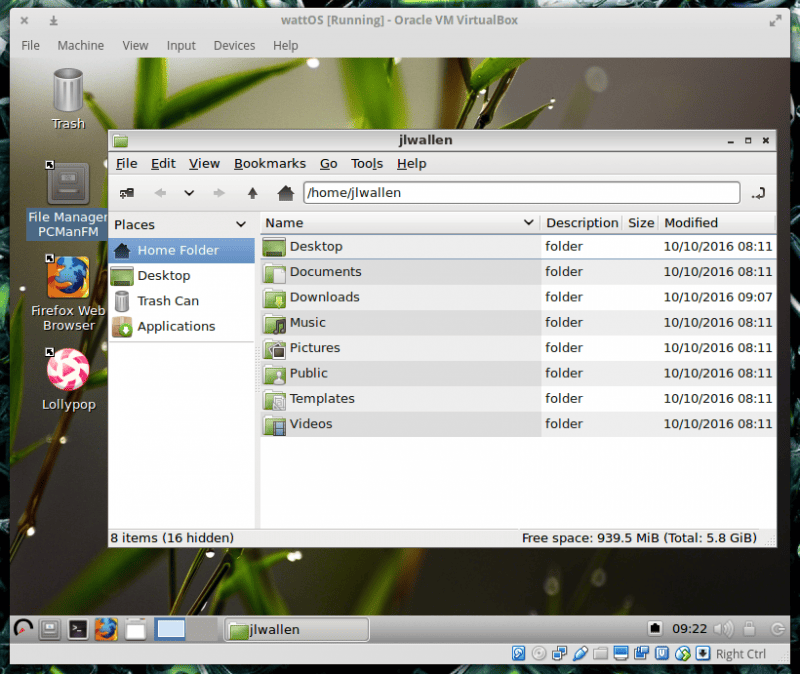 wattOS [Running] - Oracle VM VirtualBox
File Machine View Input Devices Help
Trash
File Manager
PCManFM
Firefox Web
Browser
Lollypop
jlwallen
File Edit View Bookmarks Go Tools Help
/home/jlwallen
Places
Home Folder
Desktop
Trash Can
Applications
Name Description Size Modified
Desktop folder 10/10/2016 08:11
Documents folder 10/10/2016 08:11
Downloads folder 10/10/2016 09:07
Music folder 10/10/2016 08:11
Pictures folder 10/10/2016 08:11
Public folder 10/10/2016 08:11
Templates folder 10/10/2016 08:11
Videos folder 10/10/2016 08:11
8 items (16 hidden) Free space: 939.5 MiB (Total: 5.8 GiB)
jlwallen 09:22
Right Ctrl